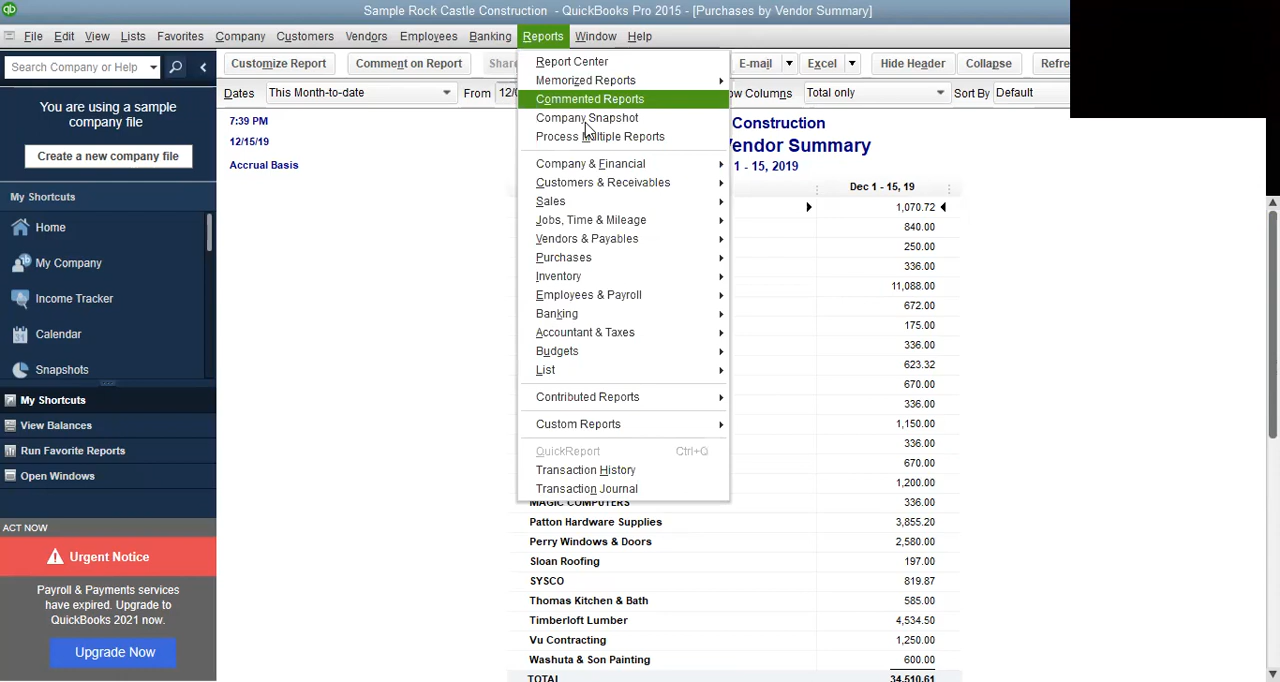 qb
Sample Rock Castle Construction - QuickBooks Pro 2015 - [Purchases by Vendor Summary]
File Edit View Lists Favorites Company Customers Vendors Employees Banking Reports Window Help
Search Company or Help
Customize Report Comment on Report Shar E-mail Excel Hide Header Collapse Refre
Dates This Month-to-date From 12/0 ow Columns Total only Sort By Default
You are using a sample
company file
Create a new company file
My Shortcuts
Home
My Company
Income Tracker
Calendar
Snapshots
My Shortcuts
View Balances
Run Favorite Reports
Open Windows
ACT NOW
Urgent Notice
Payroll & Payments services
have expired. Upgrade to
QuickBooks 2021 now.
Upgrade Now
7:39 PM
12/15/19
Accrual Basis
Report Center
Memorized Reports
Commented Reports
Company Snapshot
Process Multiple Reports
Company & Financial
Customers & Receivables
Sales
Jobs, Time & Mileage
Vendors & Payables
Purchases
Inventory
Employees & Payroll
Banking
Accountant & Taxes
Budgets
List
Contributed Reports
Custom Reports
QuickReport Ctrl+Q
Transaction History
Transaction Journal
Construction
Vendor Summary
1 - 15, 2019
Dec 1 - 15, 19
1,070.72
840.00
250.00
336.00
11,088.00
672.00
175.00
336.00
623.32
670.00
336.00
1,150.00
336.00
670.00
1,200.00
MAGIC COMPUTERS 336.00
Patton Hardware Supplies 3,855.20
Perry Windows & Doors 2,580.00
Sloan Roofing 197.00
SYSCO 819.87
Thomas Kitchen & Bath 585.00
Timberloft Lumber 4,534.50
Vu Contracting 1,250.00
Washuta & Son Painting 600.00
TOTAL 34,510.61